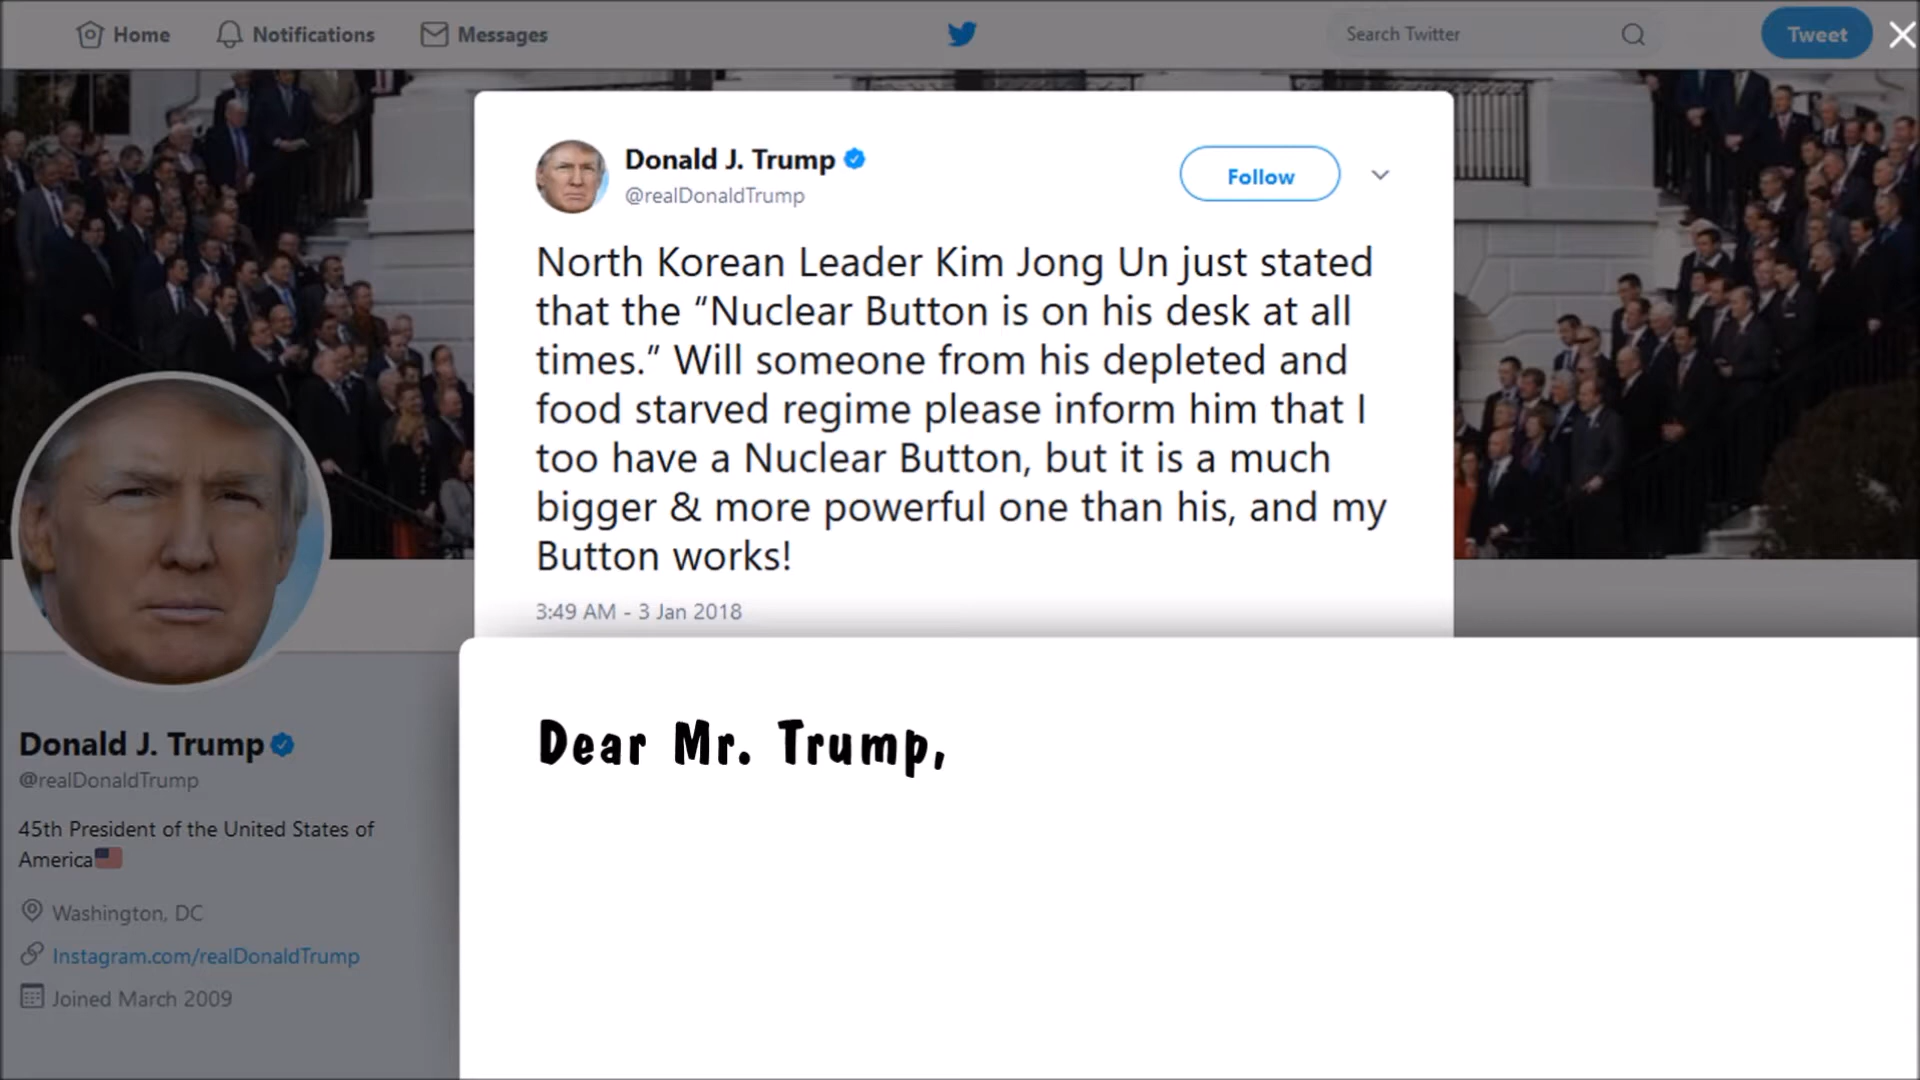 Home Notifications Messages Search Twitter Tweet
Donald J. Trump
@realDonaldTrump
Follow
North Korean Leader Kim Jong Un just stated
that the “Nuclear Button is on his desk at all
times.” Will someone from his depleted and
food starved regime please inform him that I
too have a Nuclear Button, but it is a much
bigger & more powerful one than his, and my
Button works!
3:49 AM - 3 Jan 2018
Dear Mr. Trump,
Donald J. Trump
@realDonaldTrump
45th President of the United States of
America🇺🇸
Washington, DC
Instagram.com/realDonaldTrump
Joined March 2009